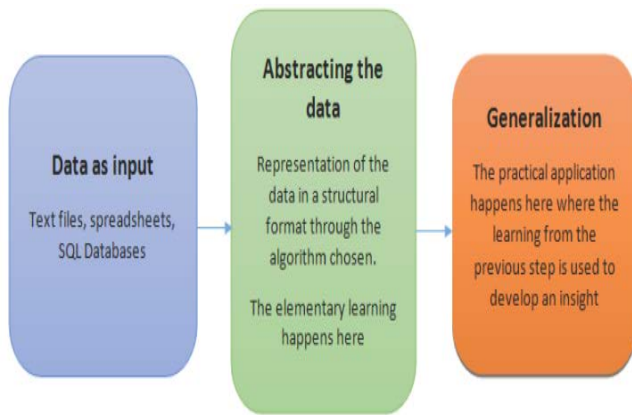 Data as input
Text files, spreadsheets,
SQL Databases
Abstracting the
data
Representation of the
data in a structural
format through the
algorithm chosen.
The elementary learning
happens here
Generalization
The practical application
happens here where the
learning from the
previous step is used to
develop an insight